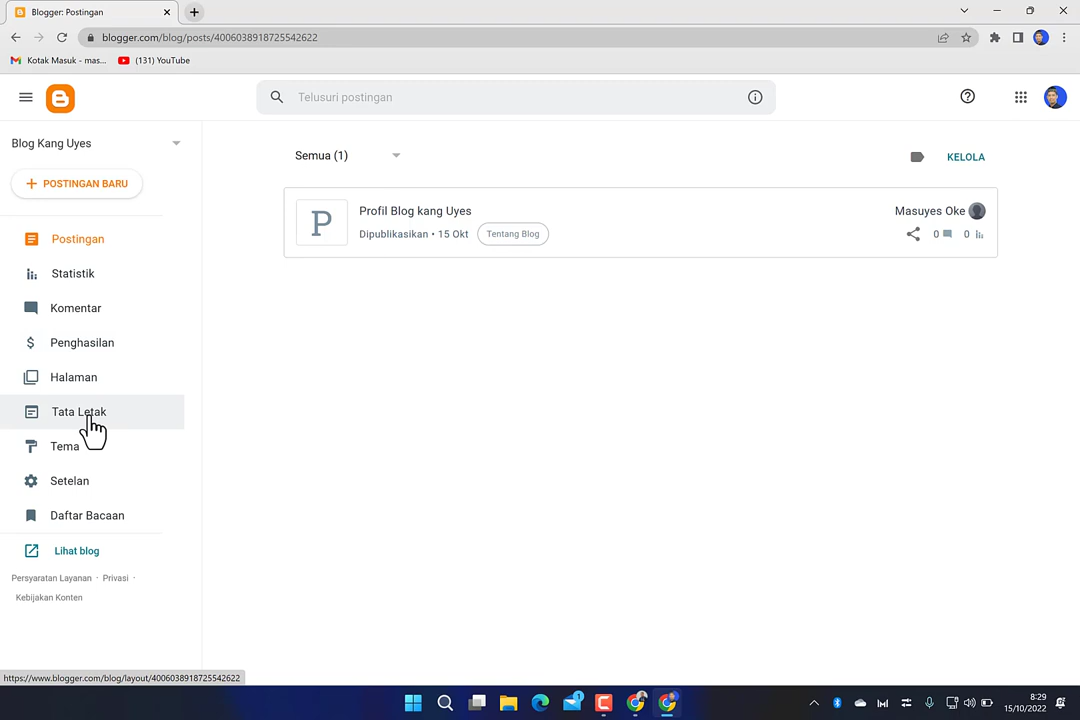 Blogger: Postingan
blogger.com/blog/posts/4006038918725542622
Kotak Masuk - mas...
(131) YouTube
Telusuri postingan
Blog Kang Uyes
POSTINGAN BARU
Semua (1)
KELOLA
P
Profil Blog kang Uyes
Masuyes Oke
Dipublikasikan • 15 Okt
Tentang Blog
0
0
Postingan
Statistik
Komentar
Penghasilan
Halaman
Tata Letak
Tema
Setelan
Daftar Bacaan
Lihat blog
Persyaratan Layanan · Privasi ·
Kebijakan Konten
https://www.blogger.com/blog/layout/4006038918725542622
1
8:29
15/10/2022